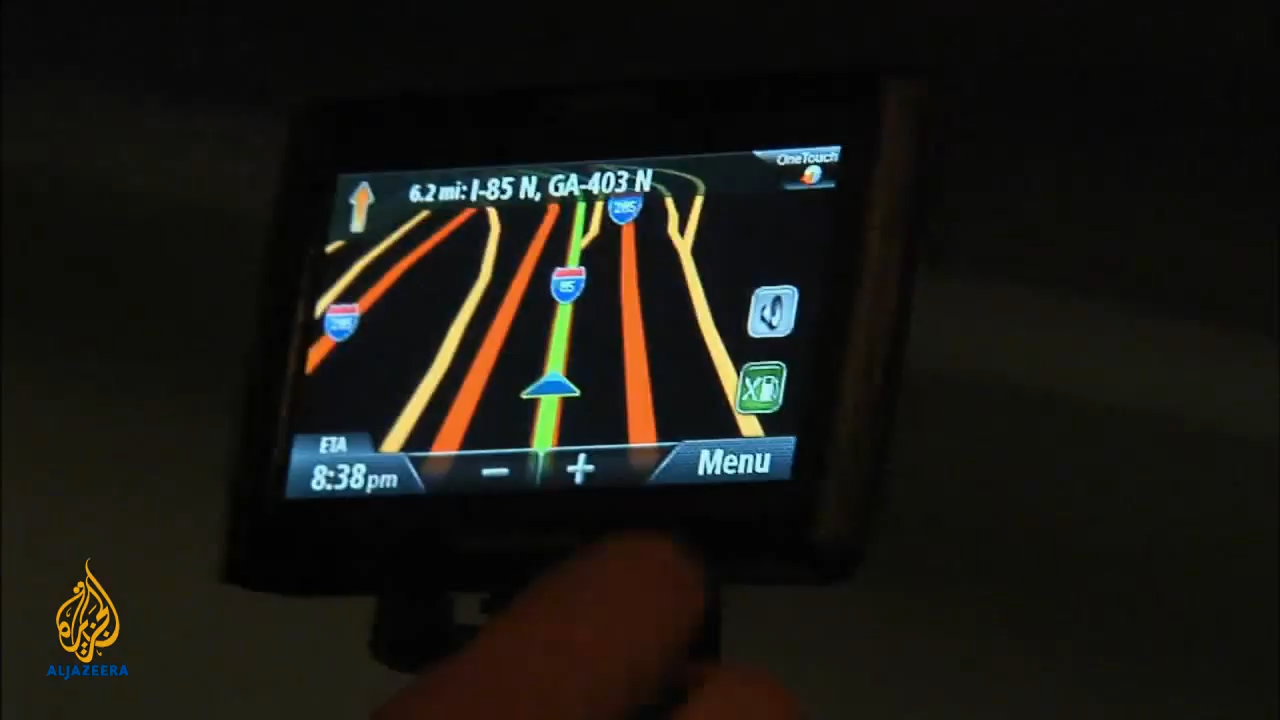 OneTouch
6.2 mi: I-85 N, GA-403 N
285
85
285
ETA
8:38pm
− +
Menu
الجزيرة
ALJAZEERA